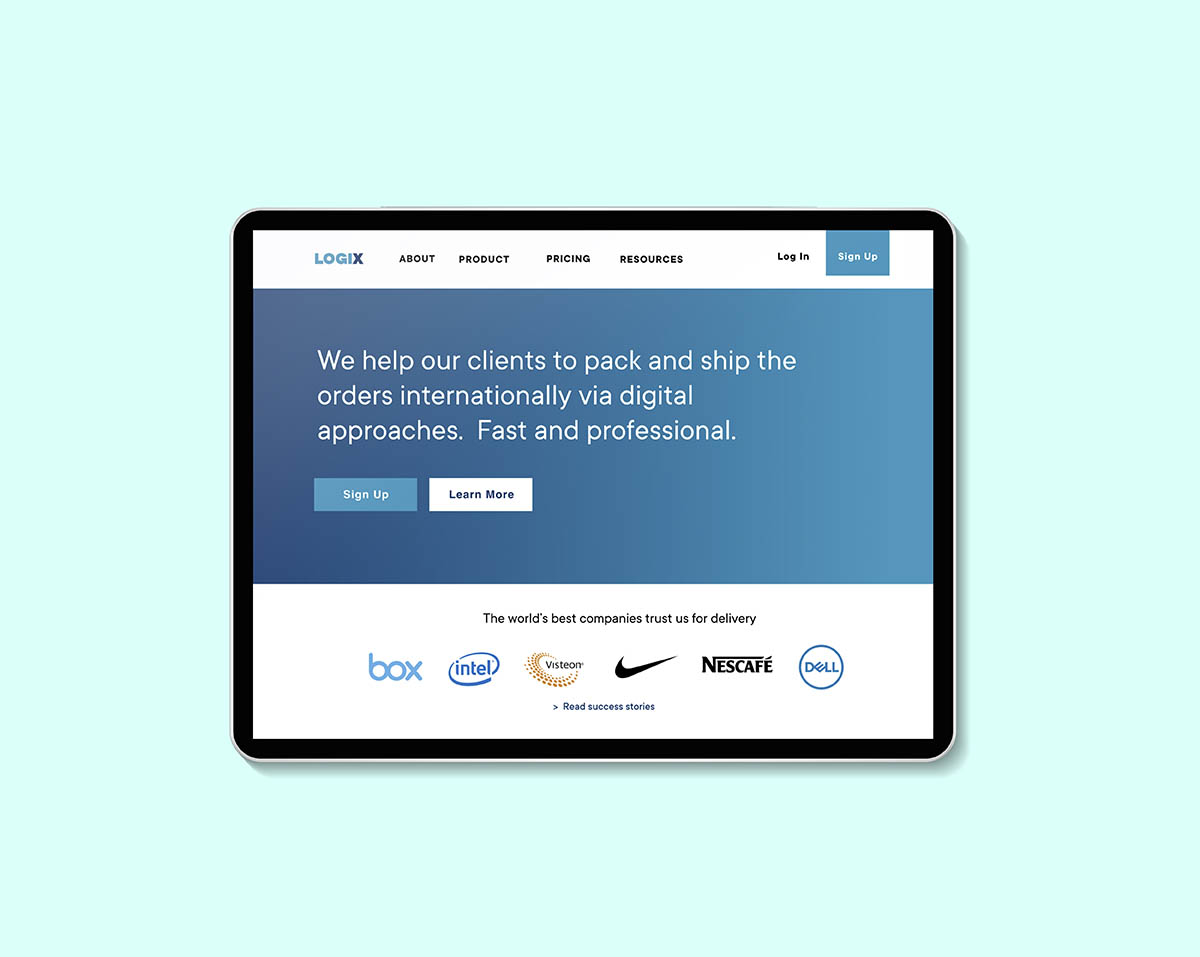 LOGIX ABOUT PRODUCT PRICING RESOURCES Log In Sign Up
We help our clients to pack and ship the
orders internationally via digital
approaches.  Fast and professional.
Sign Up Learn More
The world's best companies trust us for delivery
box intel Visteon® NESCAFÉ DELL
> Read success stories